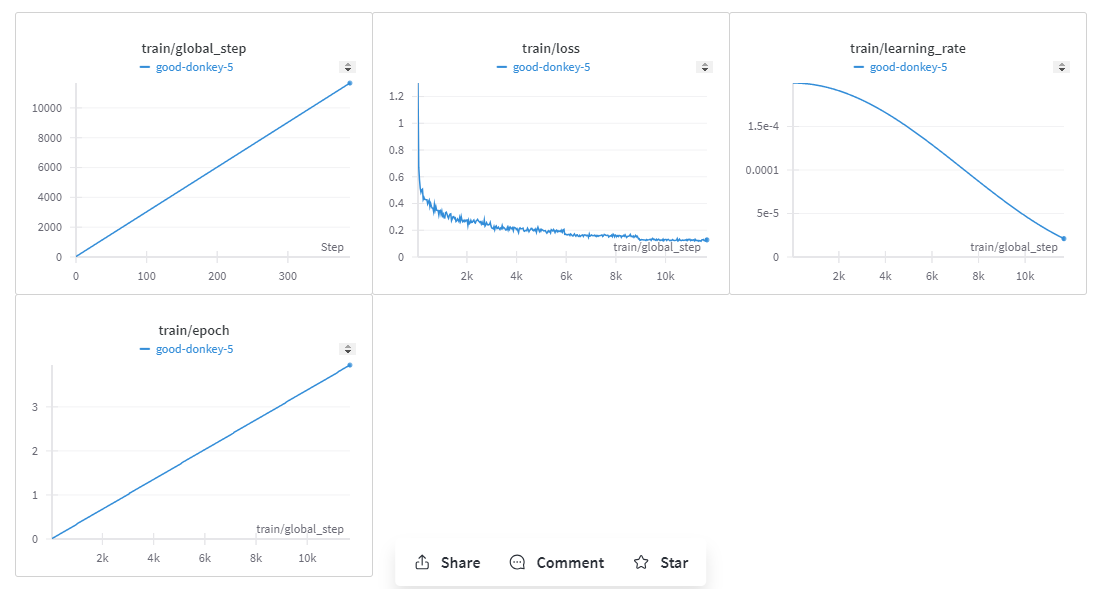 train/global_step
good-donkey-5
10000
8000
6000
4000
2000
0
Step
0 100 200 300
train/loss
good-donkey-5
1.2
1
0.8
0.6
0.4
0.2
0
train/global_step
2k 4k 6k 8k 10k
train/learning_rate
good-donkey-5
1.5e-4
0.0001
5e-5
0
train/global_step
2k 4k 6k 8k 10k
train/epoch
good-donkey-5
3
2
1
0
train/global_step
2k 4k 6k 8k 10k
Share Comment Star